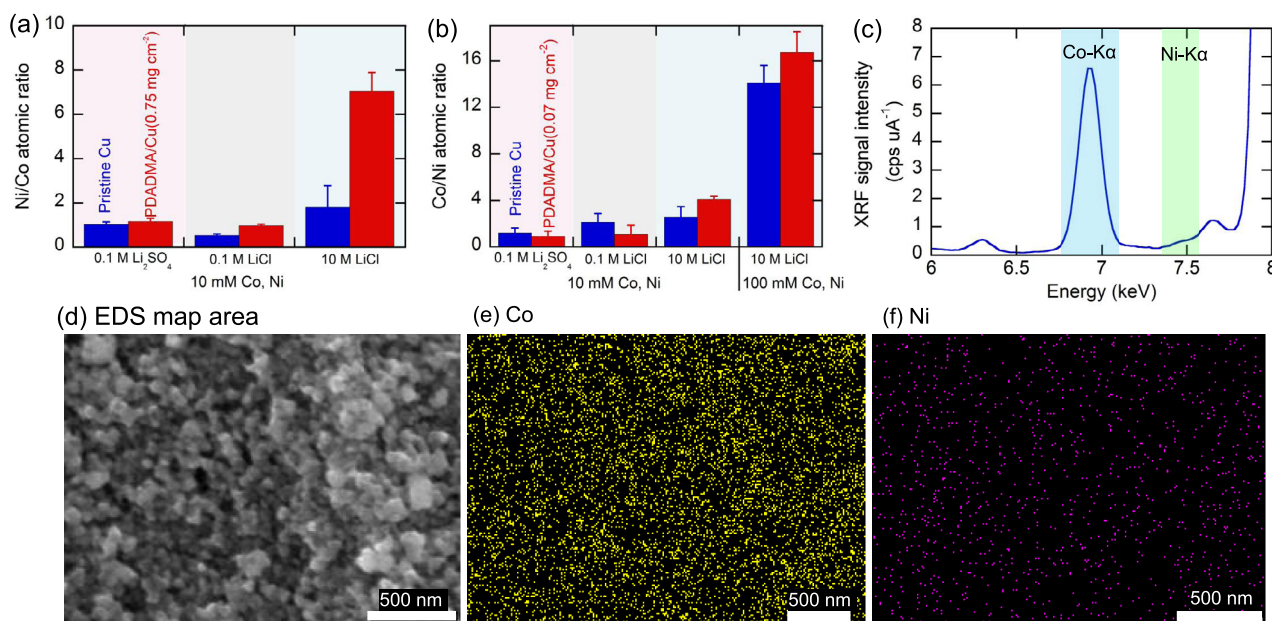 (a)
Ni/Co atomic ratio
10
8
6
4
2
0
Pristine Cu
PDADMA/Cu(0.75 mg cm⁻²)
0.1 M Li₂SO₄
0.1 M LiCl
10 M LiCl
10 mM Co, Ni
(b)
Co/Ni atomic ratio
16
12
8
4
0
Pristine Cu
PDADMA/Cu(0.07 mg cm⁻²)
0.1 M Li₂SO₄
0.1 M LiCl
10 M LiCl
10 M LiCl
10 mM Co, Ni
100 mM Co, Ni
(c)
XRF signal intensity
(cps uA⁻¹)
8
7
6
5
4
3
2
1
0
Co-Kα
Ni-Kα
6
6.5
7
7.5
8
Energy (keV)
(d) EDS map area
500 nm
(e) Co
500 nm
(f) Ni
500 nm